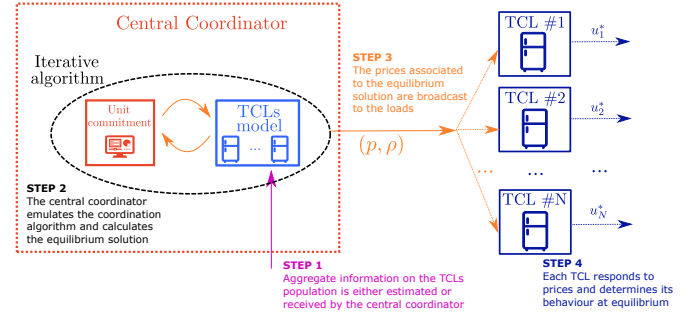 Central Coordinator
Iterative
algorithm
Unit
commitment
TCLs
model
...
STEP 2
The central coordinator
emulates the coordination
algorithm and calculates
the equilibrium solution
STEP 1
Aggregate information on the TCLs
population is either estimated or
received by the central coordinator
STEP 3
The prices associated
to the equilibrium
solution are broadcast
to the loads
(p, ρ)
TCL #1
u₁*
TCL #2
u₂*
... ... ...
TCL #N
u_N*
STEP 4
Each TCL responds to
prices and determines its
behaviour at equilibrium